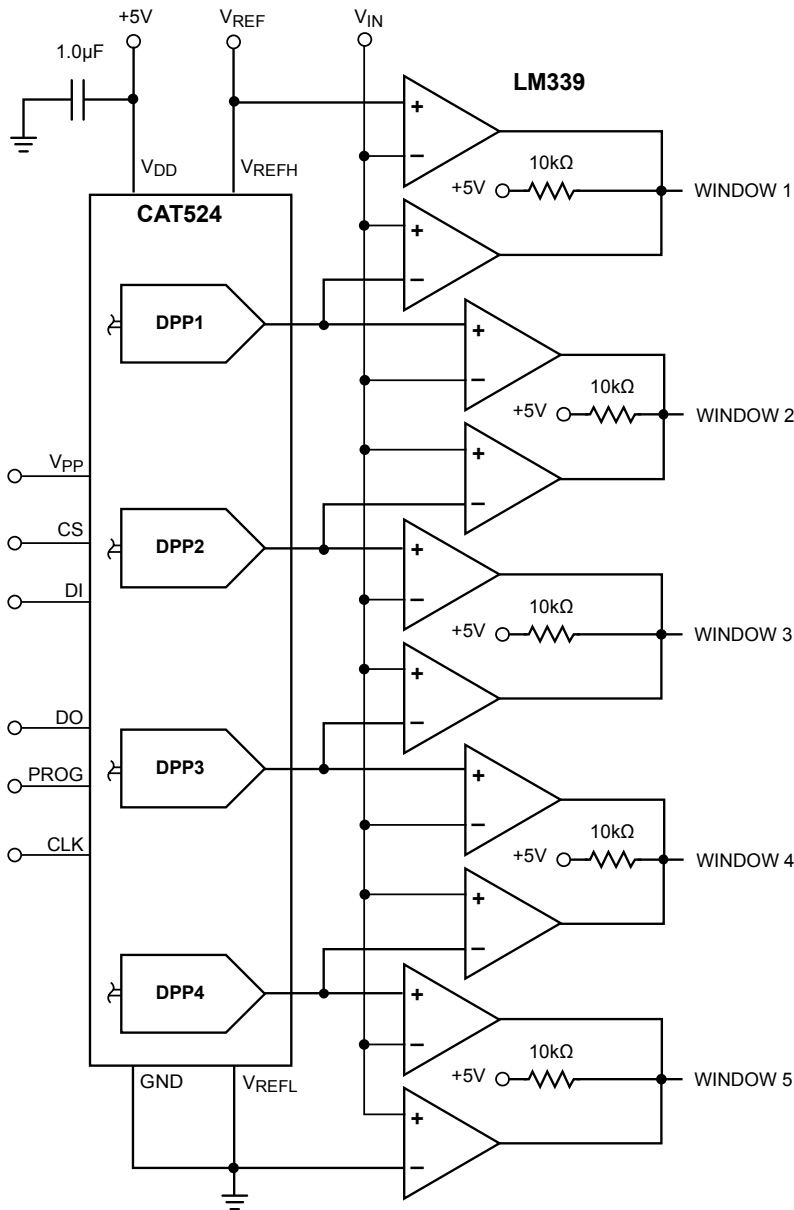 +5V
VREF
VIN
1.0µF
LM339
+
−
VDD
VREFH
10kΩ
+5V
WINDOW 1
CAT524
+
−
DPP1
+
−
10kΩ
+5V
WINDOW 2
+
−
VPP
CS
DPP2
+
−
DI
10kΩ
+5V
WINDOW 3
+
−
DO
DPP3
+
−
PROG
10kΩ
+5V
WINDOW 4
CLK
+
−
DPP4
+
−
10kΩ
+5V
WINDOW 5
GND
VREFL
+
−